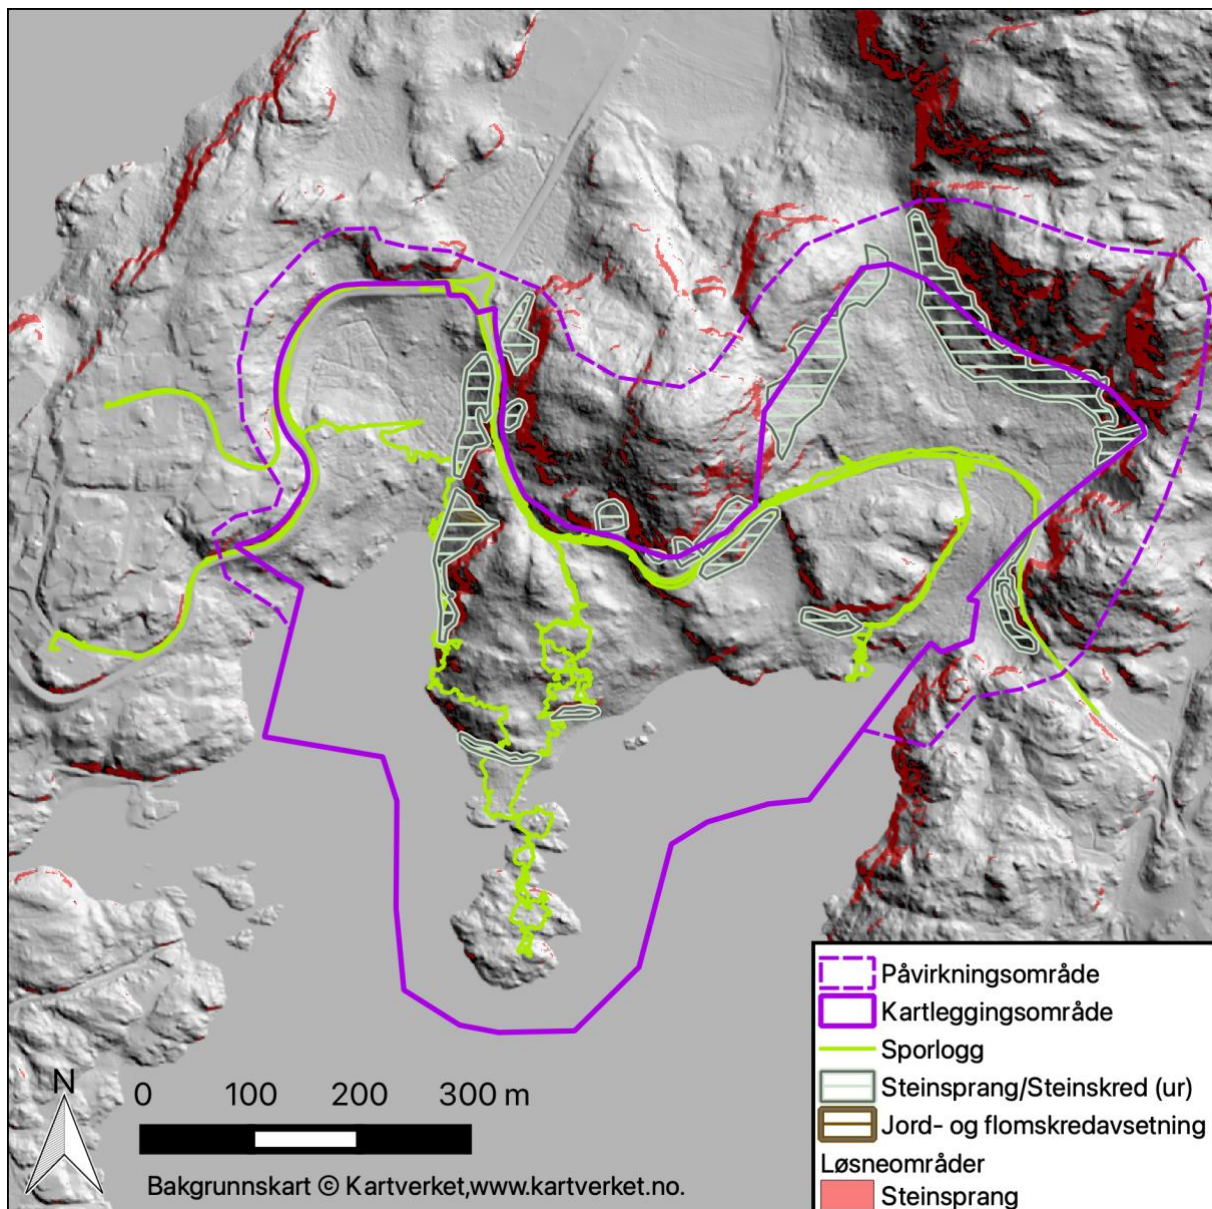 Påvirkningsområde
Kartleggingsområde
Sporlogg
Steinsprang/Steinskred (ur)
Jord- og flomskredavsetning
Løsneområder
Steinsprang
N
0 100 200 300 m
Bakgrunnskart © Kartverket,www.kartverket.no.